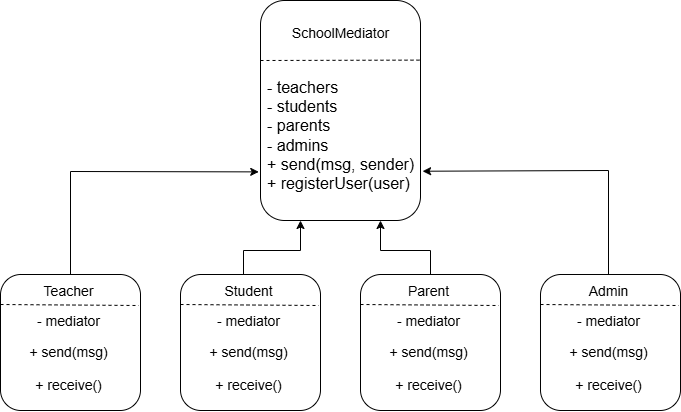 SchoolMediator
- teachers
- students
- parents
- admins
+ send(msg, sender)
+ registerUser(user)
Teacher
- mediator
+ send(msg)
+ receive()
Student
- mediator
+ send(msg)
+ receive()
Parent
- mediator
+ send(msg)
+ receive()
Admin
- mediator
+ send(msg)
+ receive()